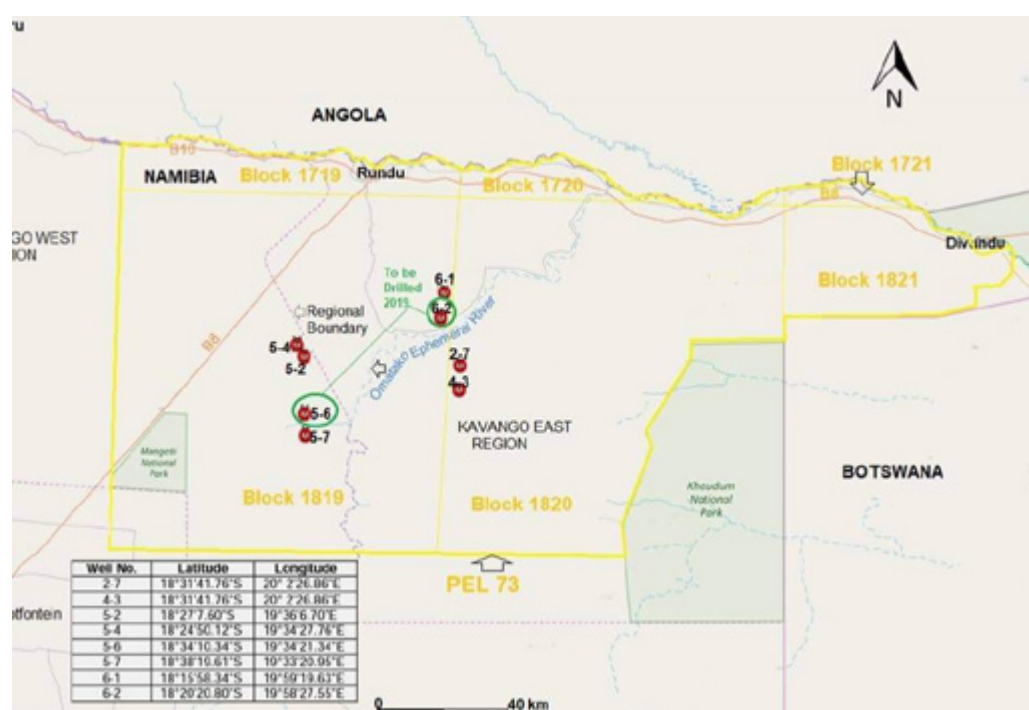 ru
ANGOLA
N
B10
NAMIBIA
Block 1719
Rundu
Block 1720
Block 1721
B8
GO WEST
ION
Divundu
To be
Drilled
2019
6-1
6-2
Block 1821
Regional
Boundary
Omatako Ephemeral River
B8
5-4
5-2
2-7
4-3
5-6
5-7
KAVANGO EAST
REGION
Mangeti
National
Park
BOTSWANA
Khaudum
National
Park
Block 1819
Block 1820
PEL 73
otfontein
Well No. Latitude Longitude
2-7 18°31'41.76"S 20° 2'26.86"E
4-3 18°31'41.76"S 20° 2'26.86"E
5-2 18°27'7.60"S 19°36'6.70"E
5-4 18°24'50.12"S 19°34'27.76"E
5-6 18°34'10.34"S 19°34'21.34"E
5-7 18°38'19.61"S 19°33'20.95"E
6-1 18°15'58.34"S 19°59'19.63"E
6-2 18°20'20.80"S 19°58'27.55"E
0 40 km